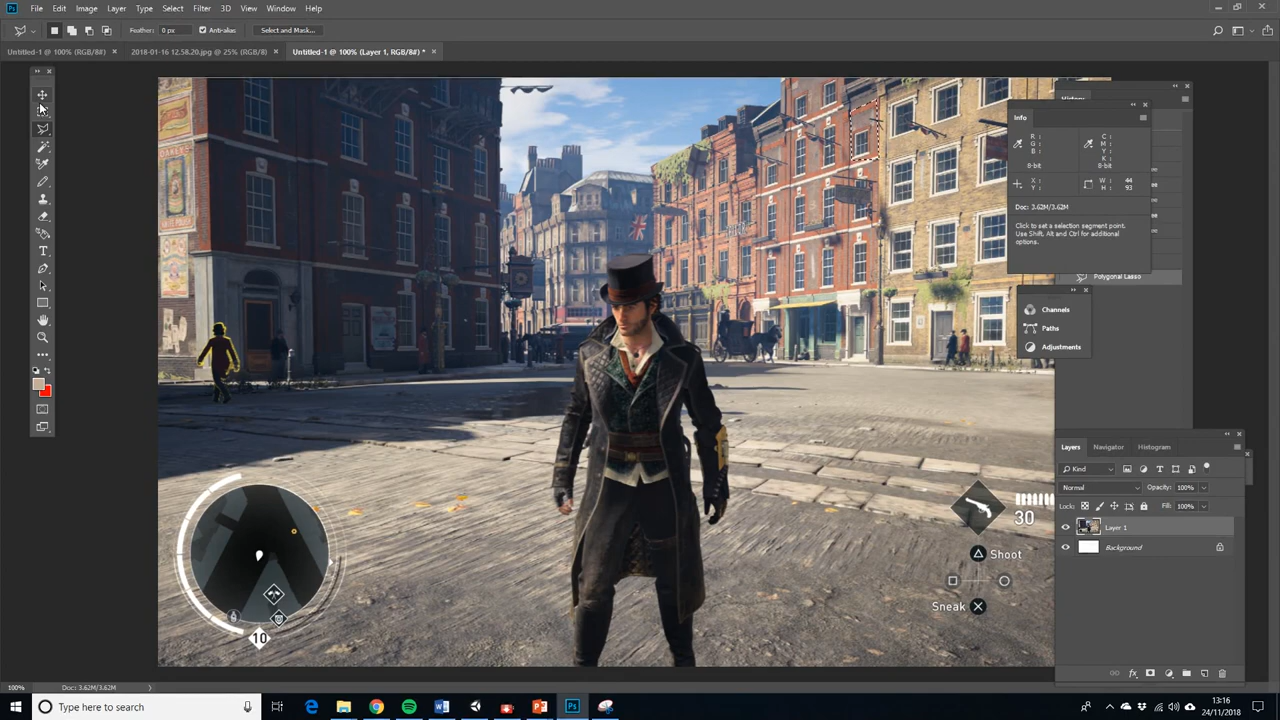 Ps File Edit Image Layer Type Select Filter 3D View Window Help
Feather: 0 px Anti-alias Select and Mask...
Untitled-1 @ 100% (RGB/8#) × 2018-01-16 12.58.20.jpg @ 25% (RGB/8) × Untitled-1 @ 100% (Layer 1, RGB/8#) * ×
History
Info
R : C :
G : M :
B : Y :
K :
8-bit 8-bit
X : W : 44
Y : H : 93
Doc: 3.62M/3.62M
Click to set a selection segment point.
Use Shift, Alt and Ctrl for additional
options.
Polygonal Lasso
Channels
Paths
Adjustments
Layers Navigator Histogram
Kind
Normal Opacity: 100%
Lock: Fill: 100%
Layer 1
Background
30
Shoot
Sneak
10
100% Doc: 3.62M/3.62M
Type here to search
13:16
24/11/2018